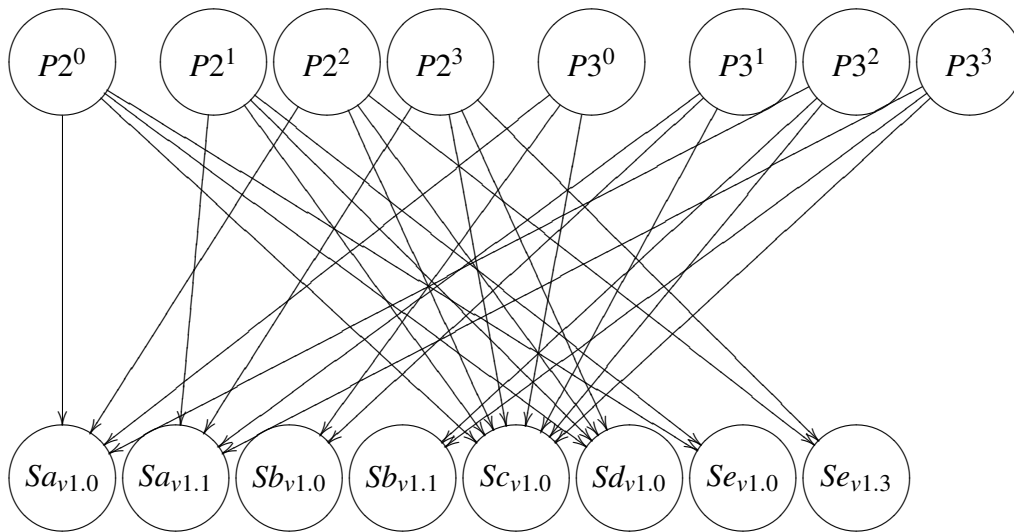 P2⁰ P2¹ P2² P2³ P3⁰ P3¹ P3² P3³
Sa_v1.0 Sa_v1.1 Sb_v1.0 Sb_v1.1 Sc_v1.0 Sd_v1.0 Se_v1.0 Se_v1.3